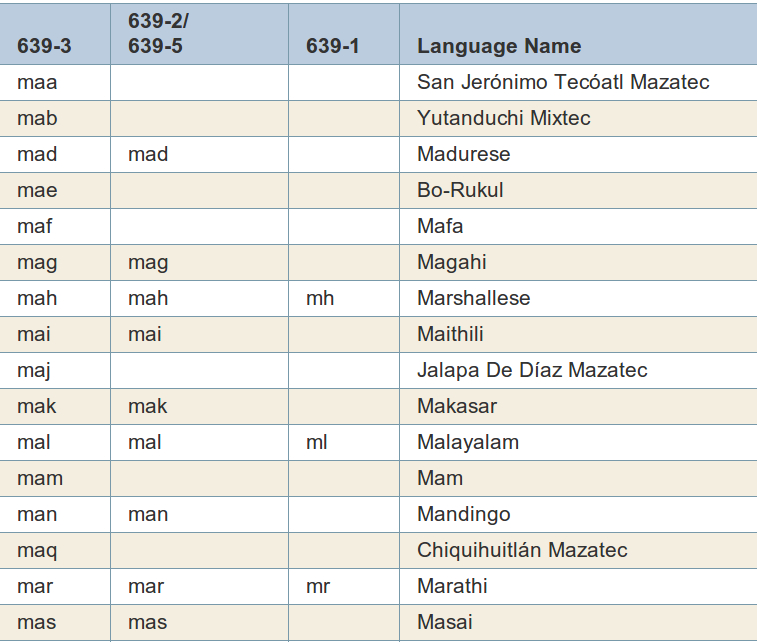 639-3 639-2/ 639-5 639-1 Language Name
maa San Jerónimo Tecóatl Mazatec
mab Yutanduchi Mixtec
mad mad Madurese
mae Bo-Rukul
maf Mafa
mag mag Magahi
mah mah mh Marshallese
mai mai Maithili
maj Jalapa De Díaz Mazatec
mak mak Makasar
mal mal ml Malayalam
mam Mam
man man Mandingo
maq Chiquihuitlán Mazatec
mar mar mr Marathi
mas mas Masai